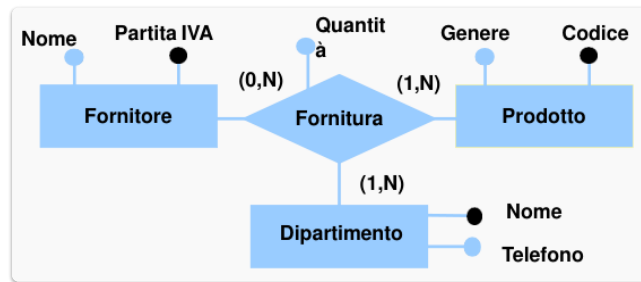 Nome
Partita IVA
Quantit
à
Genere
Codice
(0,N)
(1,N)
Fornitore
Fornitura
Prodotto
(1,N)
Dipartimento
Nome
Telefono